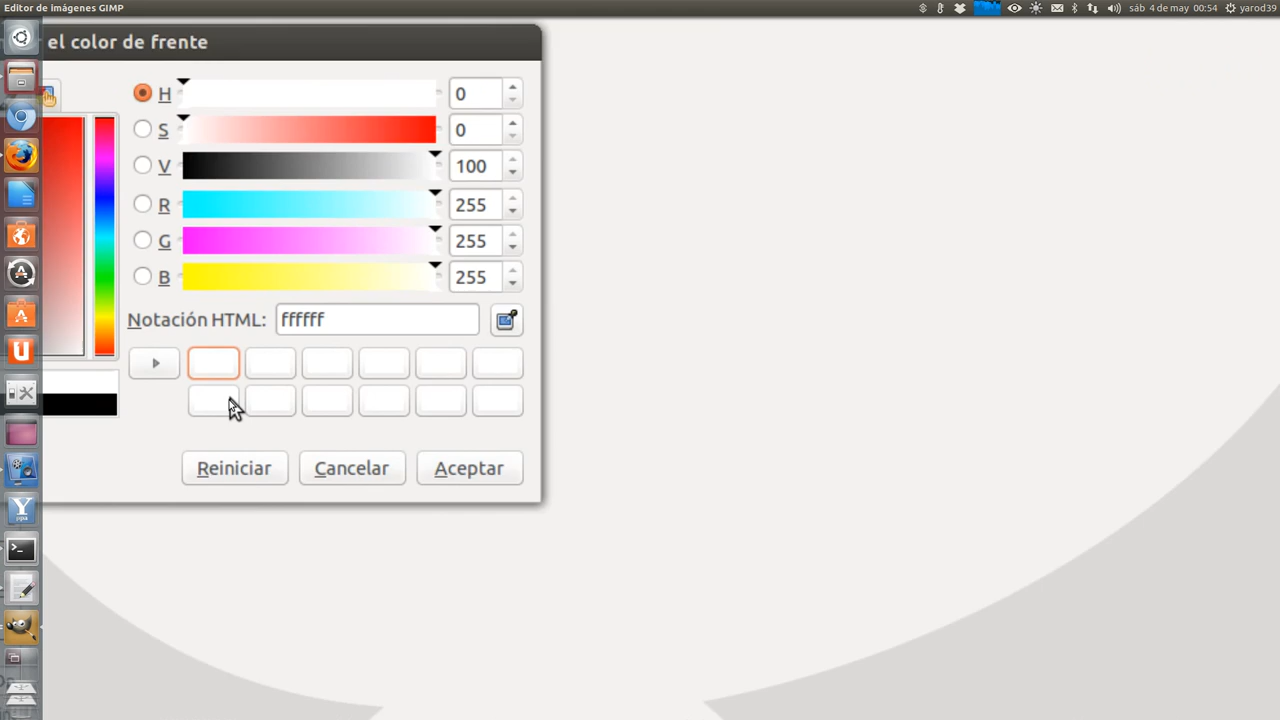 Editor de imágenes GIMP
sáb 4 de may 00:54
yarod39
el color de frente
H 0
S 0
V 100
R 255
G 255
B 255
Notación HTML: ffffff
Reiniciar
Cancelar
Aceptar